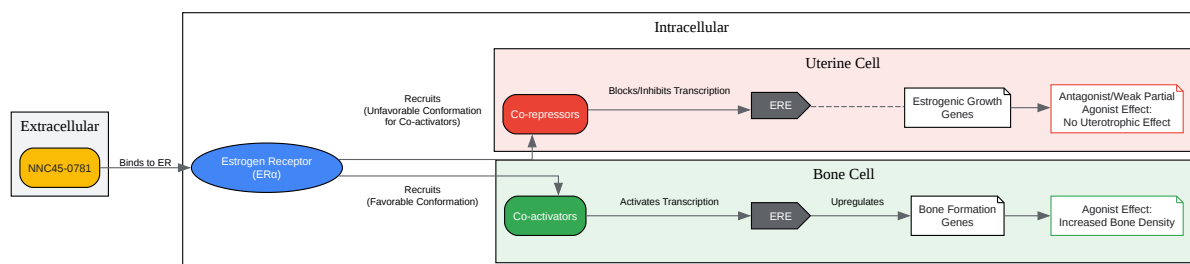 Intracellular
Uterine Cell
Recruits
(Unfavorable Conformation
for Co-activators)
Co-repressors
Blocks/Inhibits Transcription
ERE
Estrogenic Growth
Genes
Antagonist/Weak Partial
Agonist Effect:
No Uterotrophic Effect
Extracellular
NNC45-0781
Binds to ER
Estrogen Receptor
(ERα)
Bone Cell
Recruits
(Favorable Conformation)
Co-activators
Activates Transcription
ERE
Upregulates
Bone Formation
Genes
Agonist Effect:
Increased Bone Density